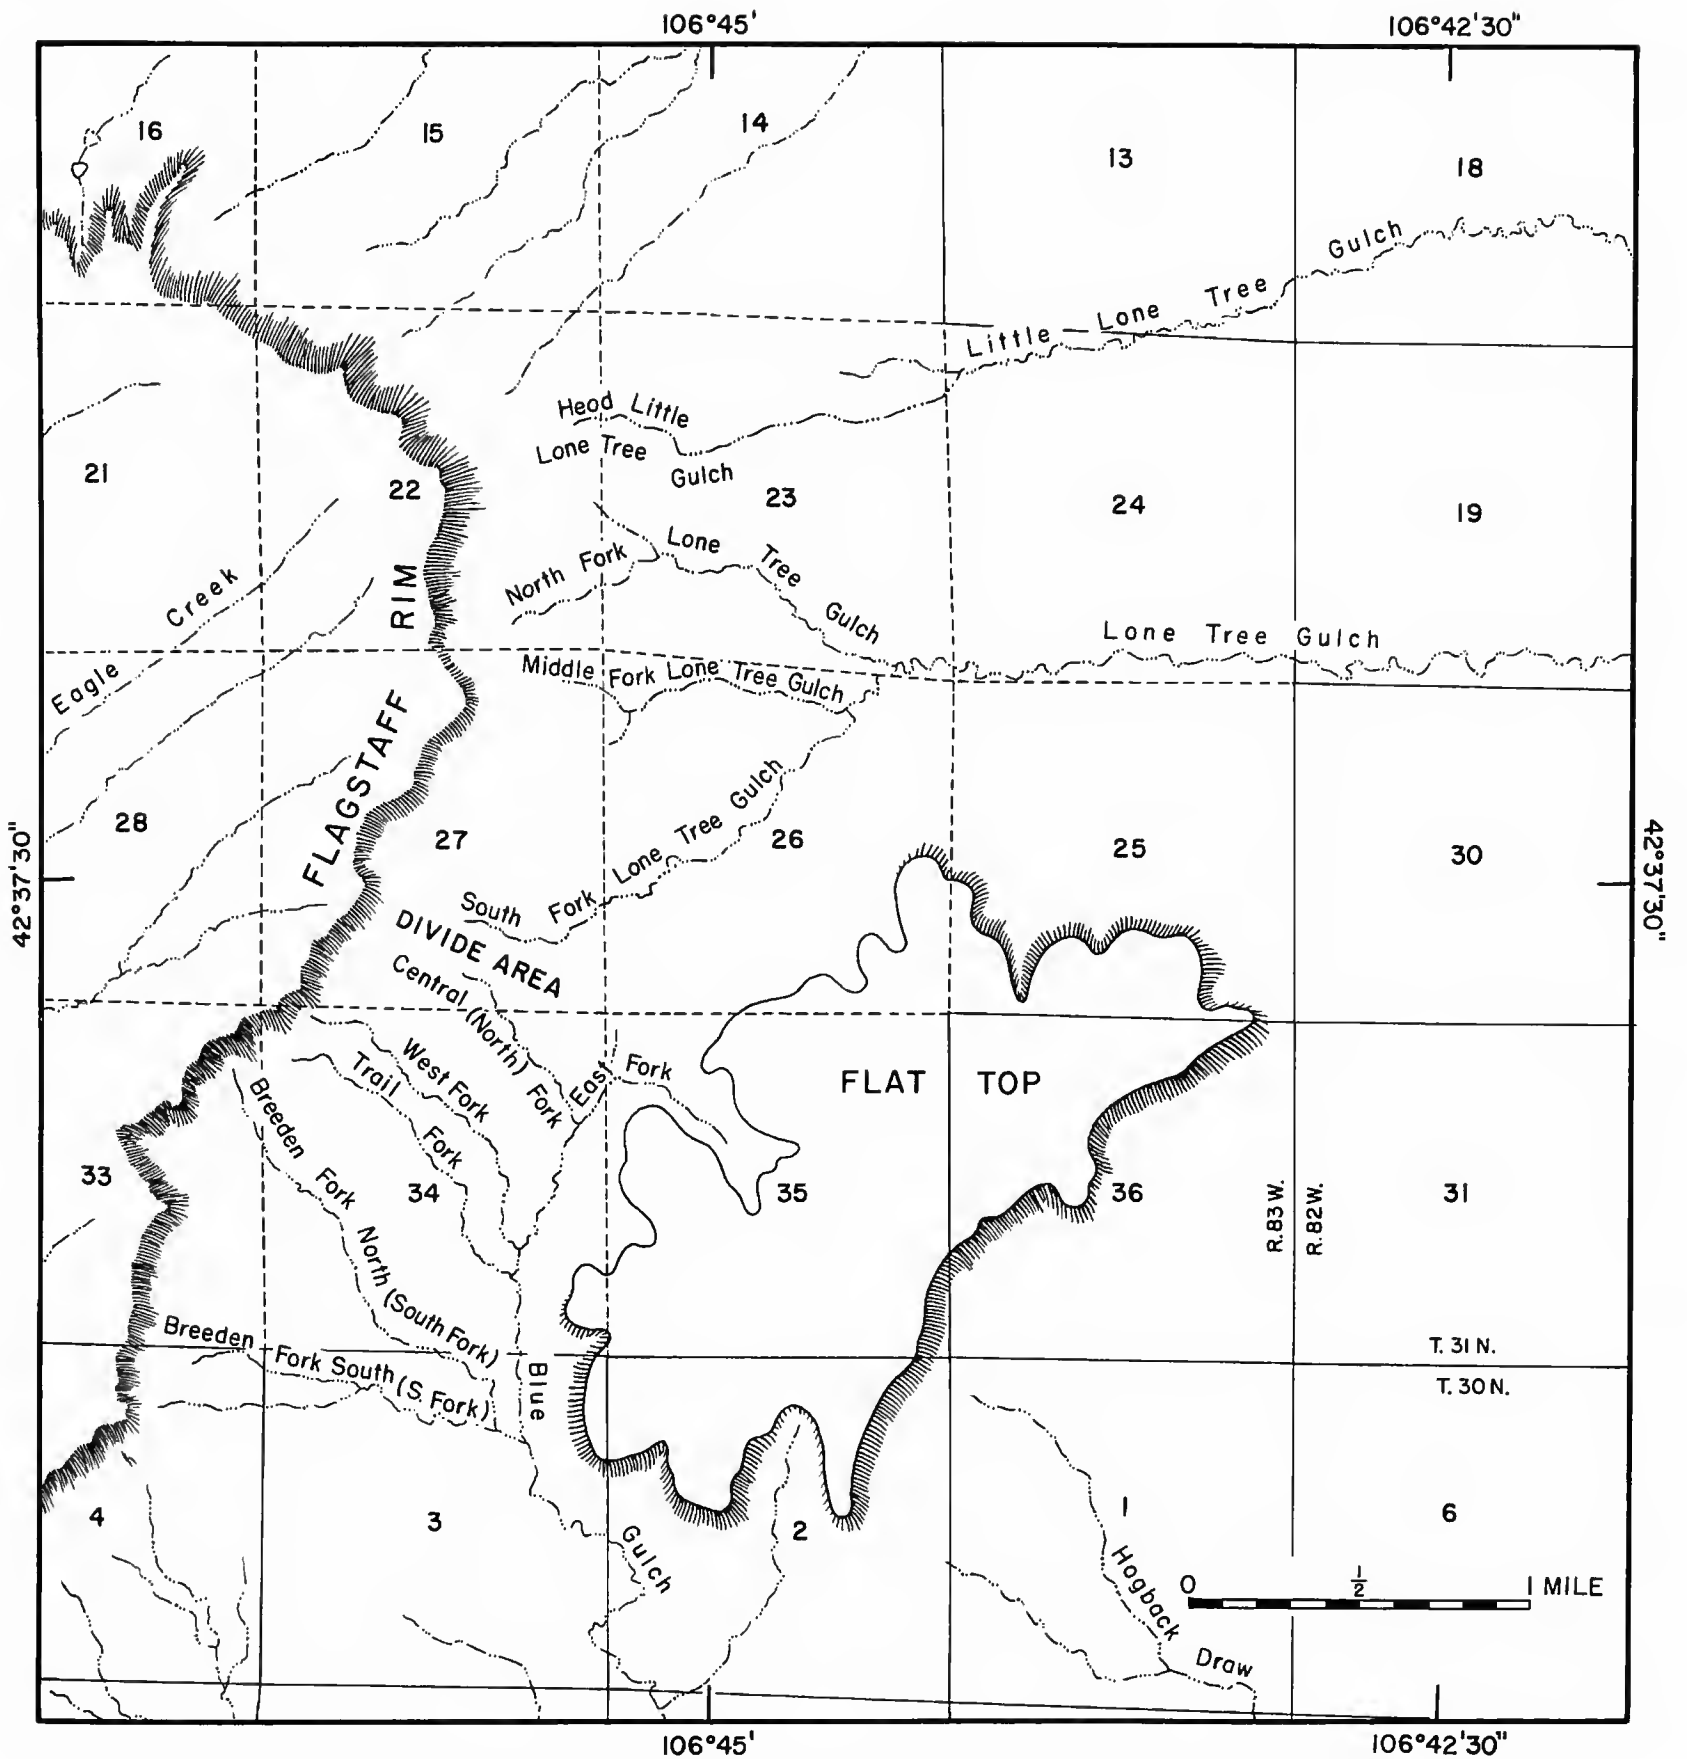 106°45'
106°42'30"
16
15
14
13
18
Little Lone Tree Gulch
Head Little
Lone Tree
Gulch
21
22
23
24
19
North Fork
Lone Tree Gulch
Eagle Creek
FLAGSTAFF RIM
Lone Tree Gulch
Middle Fork Lone Tree Gulch
28
27
26
25
30
42°37'30"
42°37'30"
South Fork Lone Tree Gulch
DIVIDE AREA
Central (North) Fork
West Fork
Trail Fork
East Fork
FLAT TOP
Breeden Fork North (South Fork)
33
34
35
36
31
R. 83 W.
R. 82 W.
Breeden
Fork South (S. Fork)
T. 31 N.
T. 30 N.
Blue Gulch
4
3
2
1
6
Hogback Draw
0
1/2
1 MILE
106°45'
106°42'30"